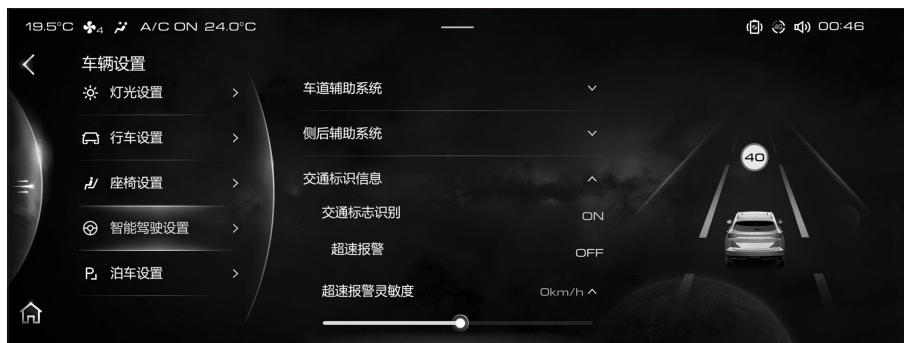 19.5°C 4 A/C ON 24.0°C 00:46
车辆设置
灯光设置
行车设置
座椅设置
智能驾驶设置
泊车设置
车道辅助系统
侧后辅助系统
交通标识信息
交通标志识别 ON
超速报警 OFF
超速报警灵敏度 0km/h
40